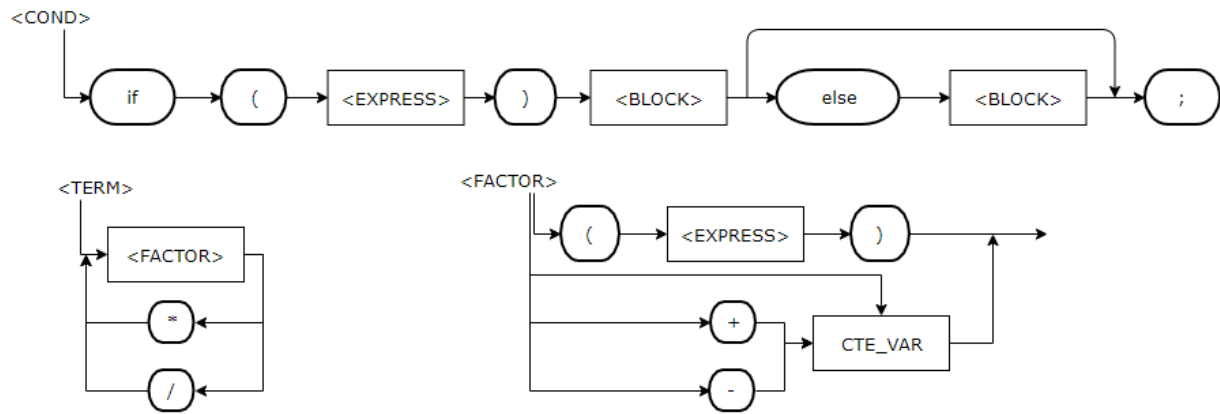 <COND>
if ( <EXPRESS> ) <BLOCK> else <BLOCK> ;
<TERM>
<FACTOR>
*
/
<FACTOR>
( <EXPRESS> )
+
CTE_VAR
-